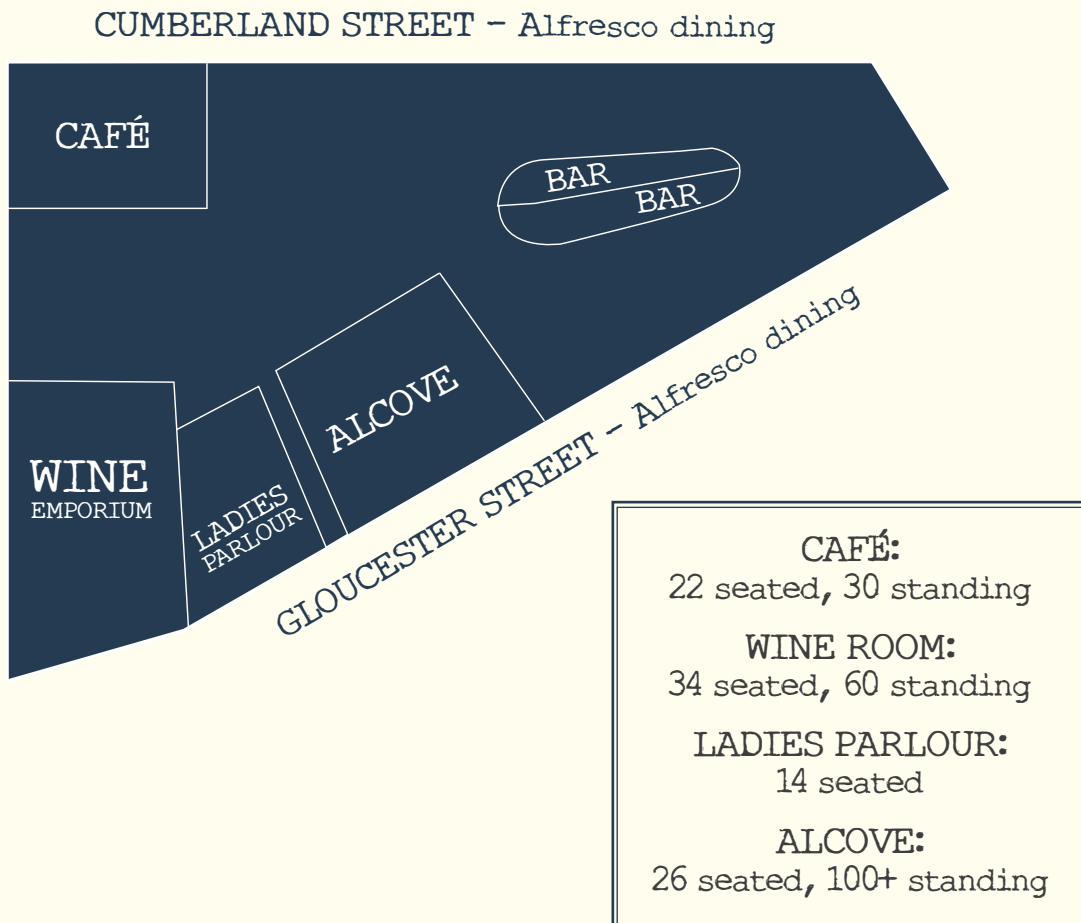 CUMBERLAND STREET - Alfresco dining
CAFÉ
BAR
BAR
ALCOVE
WINE
EMPORIUM
LADIES
PARLOUR
GLOUCESTER STREET - Alfresco dining
CAFÉ:
22 seated, 30 standing
WINE ROOM:
34 seated, 60 standing
LADIES PARLOUR:
14 seated
ALCOVE:
26 seated, 100+ standing